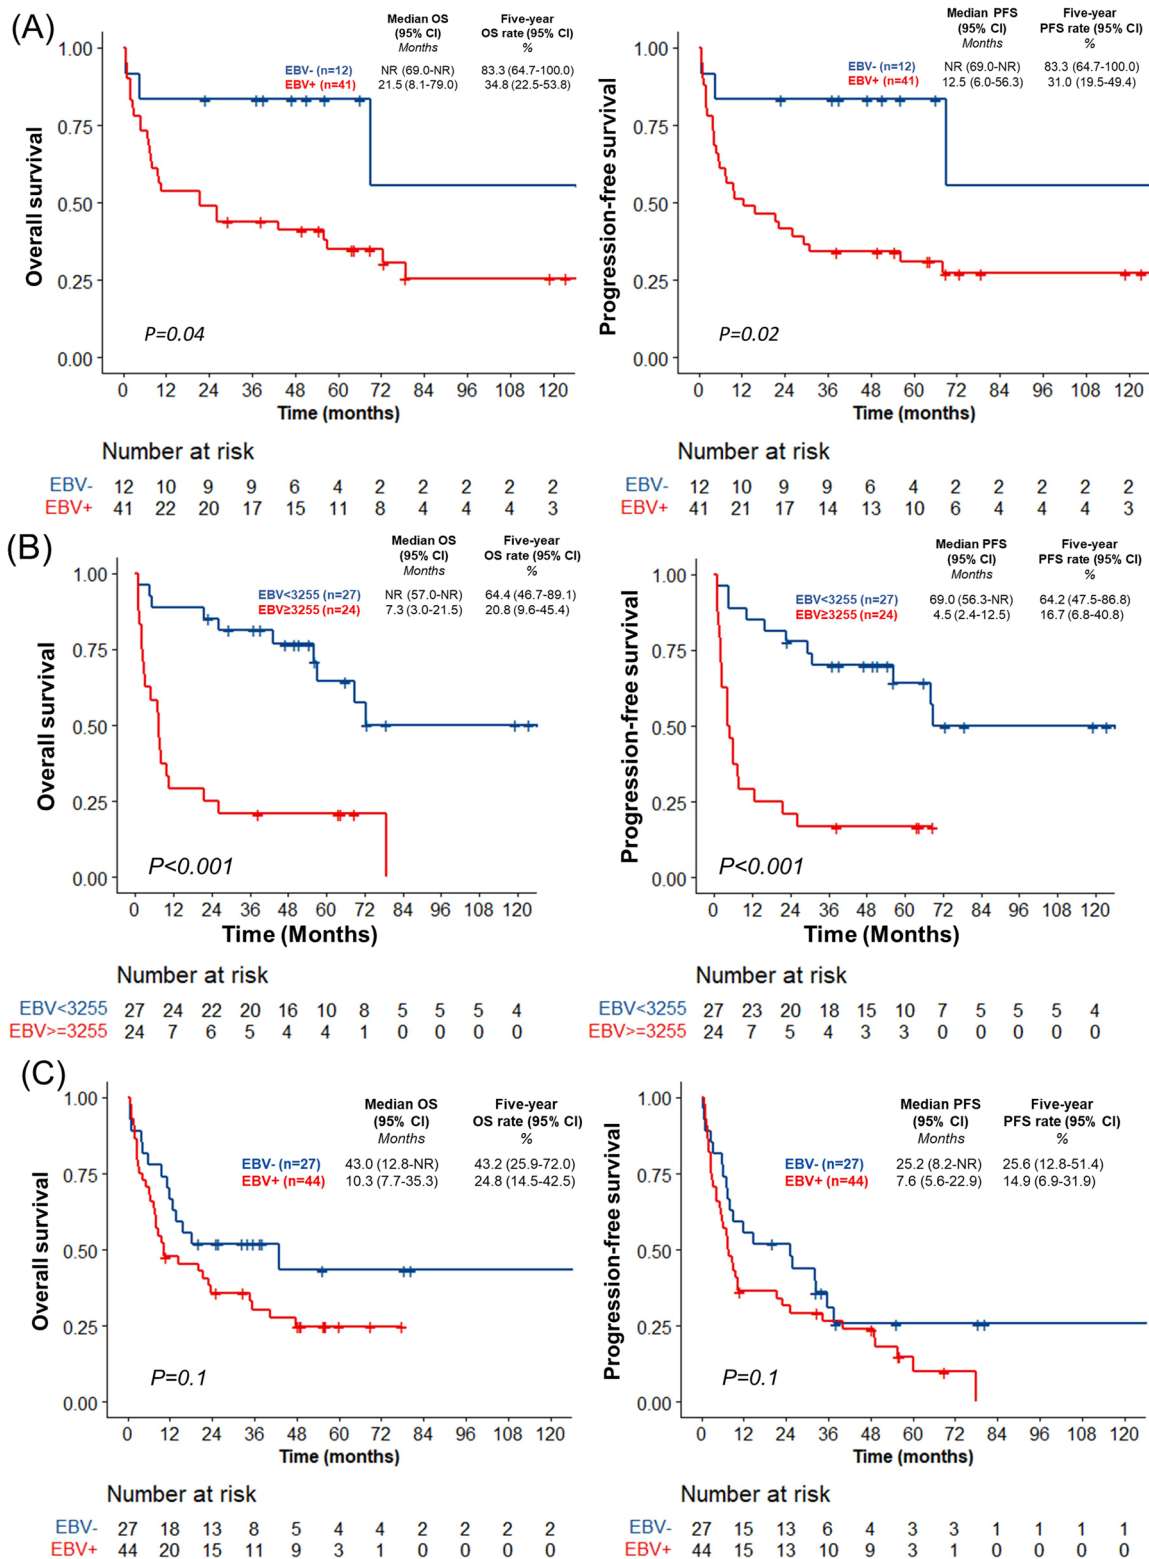 (A)
Median OS Five-year
(95% CI) OS rate (95% CI)
Months %
EBV- (n=12) NR (69.0-NR) 83.3 (64.7-100.0)
EBV+ (n=41) 21.5 (8.1-79.0) 34.8 (22.5-53.8)
Overall survival
1.00
0.75
0.50
0.25
0.00
P=0.04
0 12 24 36 48 60 72 84 96 108 120
Time (months)
Number at risk
EBV- 12 10 9 9 6 4 2 2 2 2 2
EBV+ 41 22 20 17 15 11 8 4 4 4 3
Median PFS Five-year
(95% CI) PFS rate (95% CI)
Months %
EBV- (n=12) NR (69.0-NR) 83.3 (64.7-100.0)
EBV+ (n=41) 12.5 (6.0-56.3) 31.0 (19.5-49.4)
Progression-free survival
1.00
0.75
0.50
0.25
0.00
P=0.02
0 12 24 36 48 60 72 84 96 108 120
Time (months)
Number at risk
EBV- 12 10 9 9 6 4 2 2 2 2 2
EBV+ 41 21 17 14 13 10 6 4 4 4 3
(B)
Median OS Five-year
(95% CI) OS rate (95% CI)
Months %
EBV<3255 (n=27) NR (57.0-NR) 64.4 (46.7-89.1)
EBV≥3255 (n=24) 7.3 (3.0-21.5) 20.8 (9.6-45.4)
Overall survival
1.00
0.75
0.50
0.25
0.00
P<0.001
0 12 24 36 48 60 72 84 96 108 120
Time (Months)
Number at risk
EBV<3255 27 24 22 20 16 10 8 5 5 5 4
EBV>=3255 24 7 6 5 4 4 1 0 0 0 0
Median PFS Five-year
(95% CI) PFS rate (95% CI)
Months %
EBV<3255 (n=27) 69.0 (56.3-NR) 64.2 (47.5-86.8)
EBV≥3255 (n=24) 4.5 (2.4-12.5) 16.7 (6.8-40.8)
Progression-free survival
1.00
0.75
0.50
0.25
0.00
P<0.001
0 12 24 36 48 60 72 84 96 108 120
Time (Months)
Number at risk
EBV<3255 27 23 20 18 15 10 7 5 5 5 4
EBV>=3255 24 7 5 4 3 3 0 0 0 0 0
(C)
Median OS Five-year
(95% CI) OS rate (95% CI)
Months %
EBV- (n=27) 43.0 (12.8-NR) 43.2 (25.9-72.0)
EBV+ (n=44) 10.3 (7.7-35.3) 24.8 (14.5-42.5)
Overall survival
1.00
0.75
0.50
0.25
0.00
P=0.1
0 12 24 36 48 60 72 84 96 108 120
Time (months)
Number at risk
EBV- 27 18 13 8 5 4 4 2 2 2 2
EBV+ 44 20 15 11 9 3 1 0 0 0 0
Median PFS Five-year
(95% CI) PFS rate (95% CI)
Months %
EBV- (n=27) 25.2 (8.2-NR) 25.6 (12.8-51.4)
EBV+ (n=44) 7.6 (5.6-22.9) 14.9 (6.9-31.9)
Progression-free survival
1.00
0.75
0.50
0.25
0.00
P=0.1
0 12 24 36 48 60 72 84 96 108 120
Time (months)
Number at risk
EBV- 27 15 13 6 4 3 3 1 1 1 1
EBV+ 44 15 13 10 9 3 1 0 0 0 0